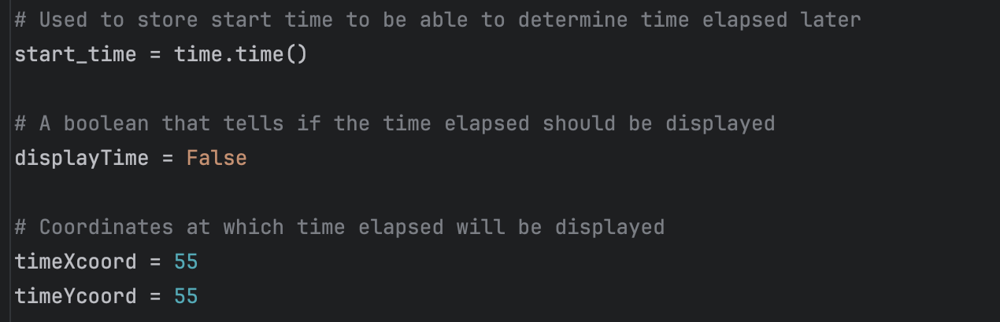 # Used to store start time to be able to determine time elapsed later
start_time = time.time()
# A boolean that tells if the time elapsed should be displayed
displayTime = False
# Coordinates at which time elapsed will be displayed
timeXcoord = 55
timeYcoord = 55